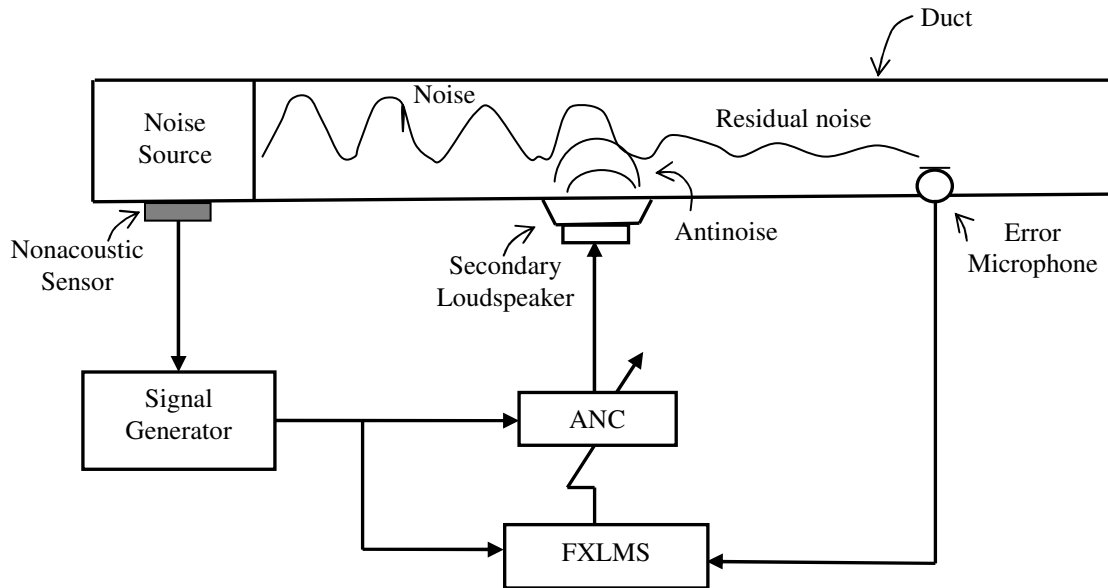 Duct
Noise
Source
Noise
Residual noise
Nonacoustic
Sensor
Secondary
Loudspeaker
Antinoise
Error
Microphone
Signal
Generator
ANC
FXLMS